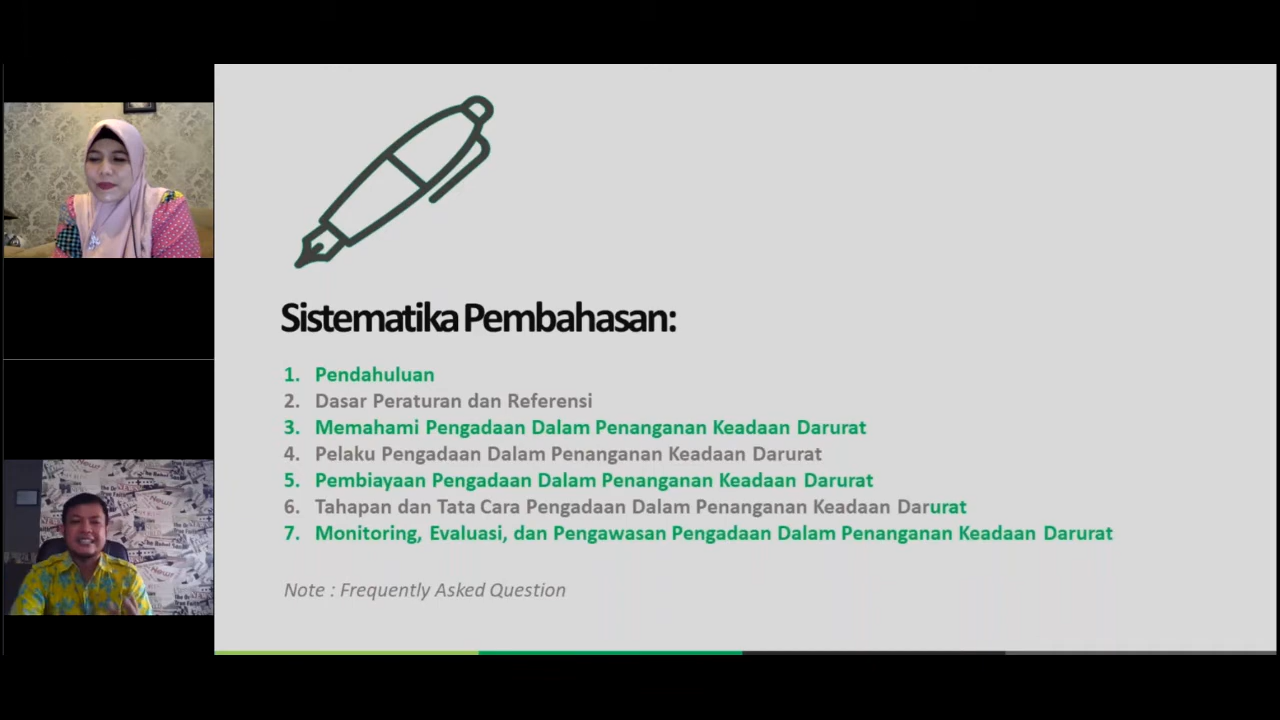 Sistematika Pembahasan:
1. Pendahuluan
2. Dasar Peraturan dan Referensi
3. Memahami Pengadaan Dalam Penanganan Keadaan Darurat
4. Pelaku Pengadaan Dalam Penanganan Keadaan Darurat
5. Pembiayaan Pengadaan Dalam Penanganan Keadaan Darurat
6. Tahapan dan Tata Cara Pengadaan Dalam Penanganan Keadaan Darurat
7. Monitoring, Evaluasi, dan Pengawasan Pengadaan Dalam Penanganan Keadaan Darurat
Note : Frequently Asked Question